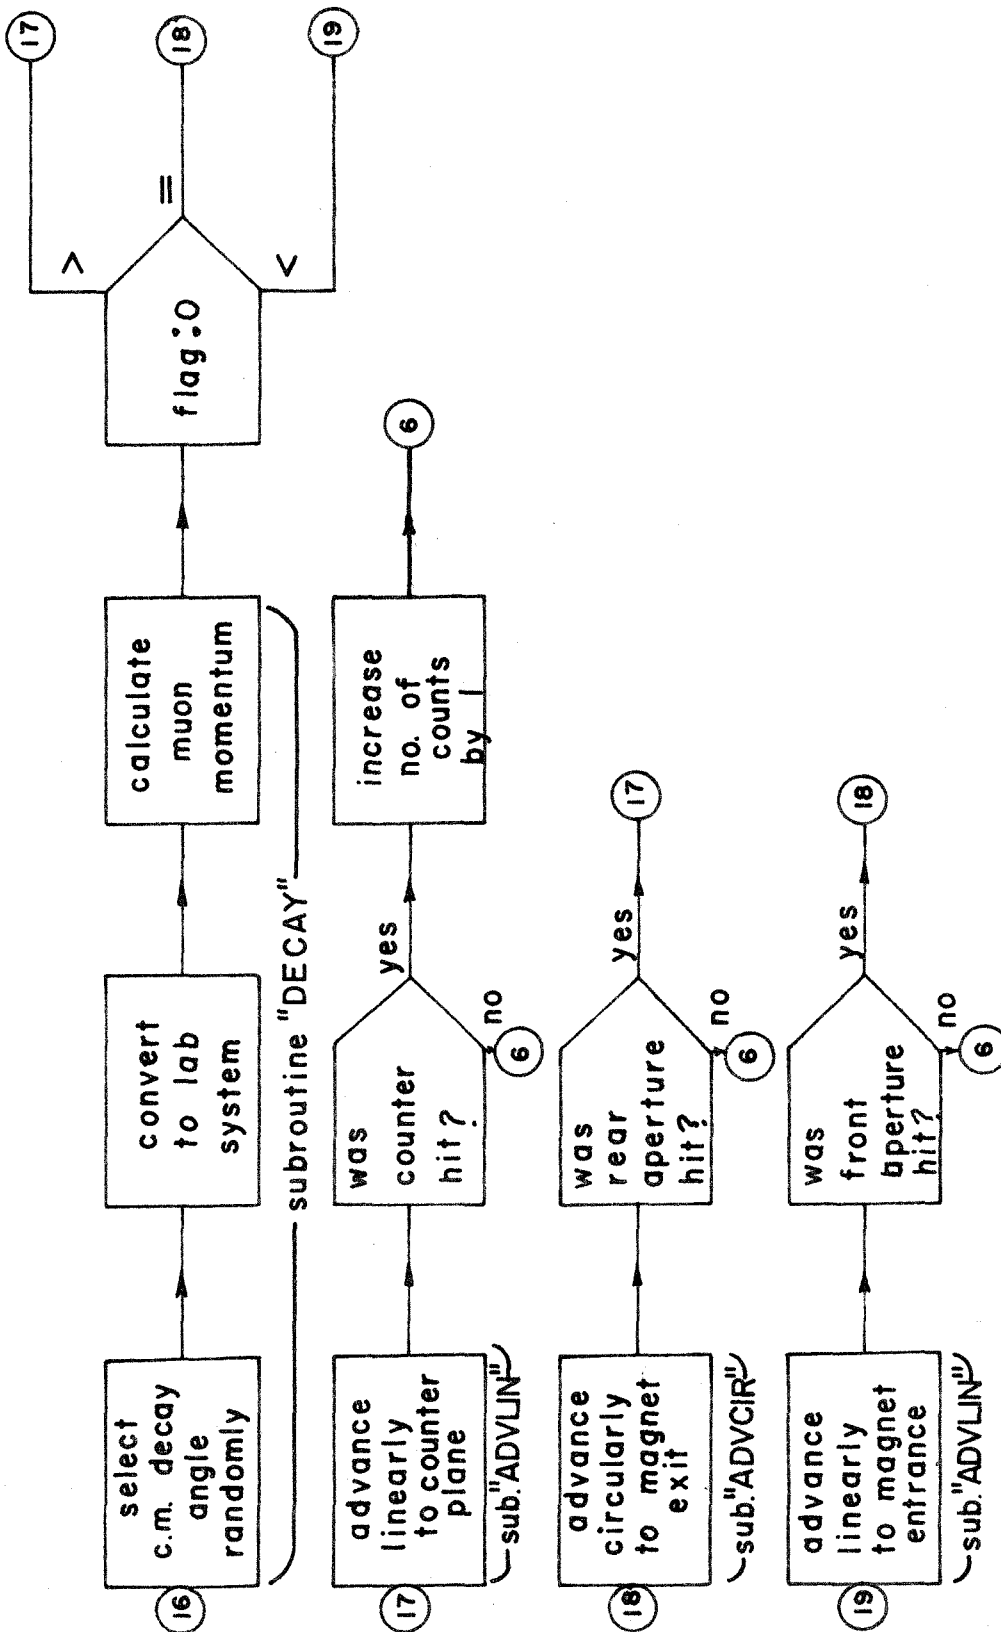 16
select
c.m. decay
angle
randomly
convert
to lab
system
calculate
muon
momentum
flag:0
>
17
=
18
<
19
subroutine "DECAY"
17
advance
linearly
to counter
plane
sub."ADVLIN"
was
counter
hit?
yes
no
6
increase
no. of
counts
by 1
6
18
advance
circularly
to magnet
exit
sub."ADVCIR"
was
rear
aperture
hit?
yes
17
no
6
19
advance
linearly
to magnet
entrance
sub."ADVLIN"
was
front
aperture
hit?
yes
18
no
6